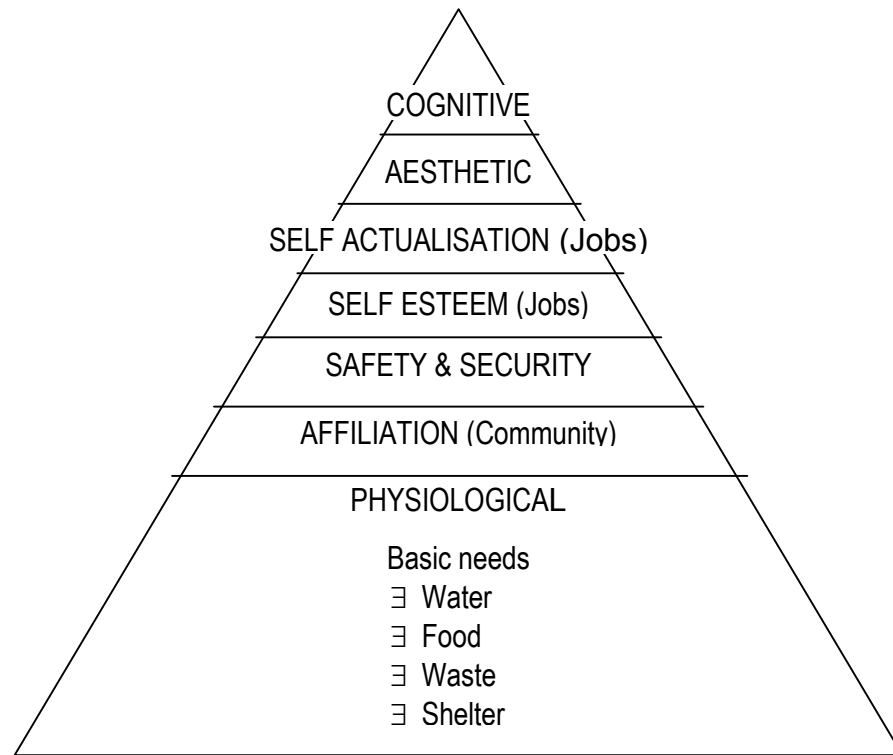 COGNITIVE
AESTHETIC
SELF ACTUALISATION (Jobs)
SELF ESTEEM (Jobs)
SAFETY & SECURITY
AFFILIATION (Community)
PHYSIOLOGICAL
Basic needs
∃ Water
∃ Food
∃ Waste
∃ Shelter